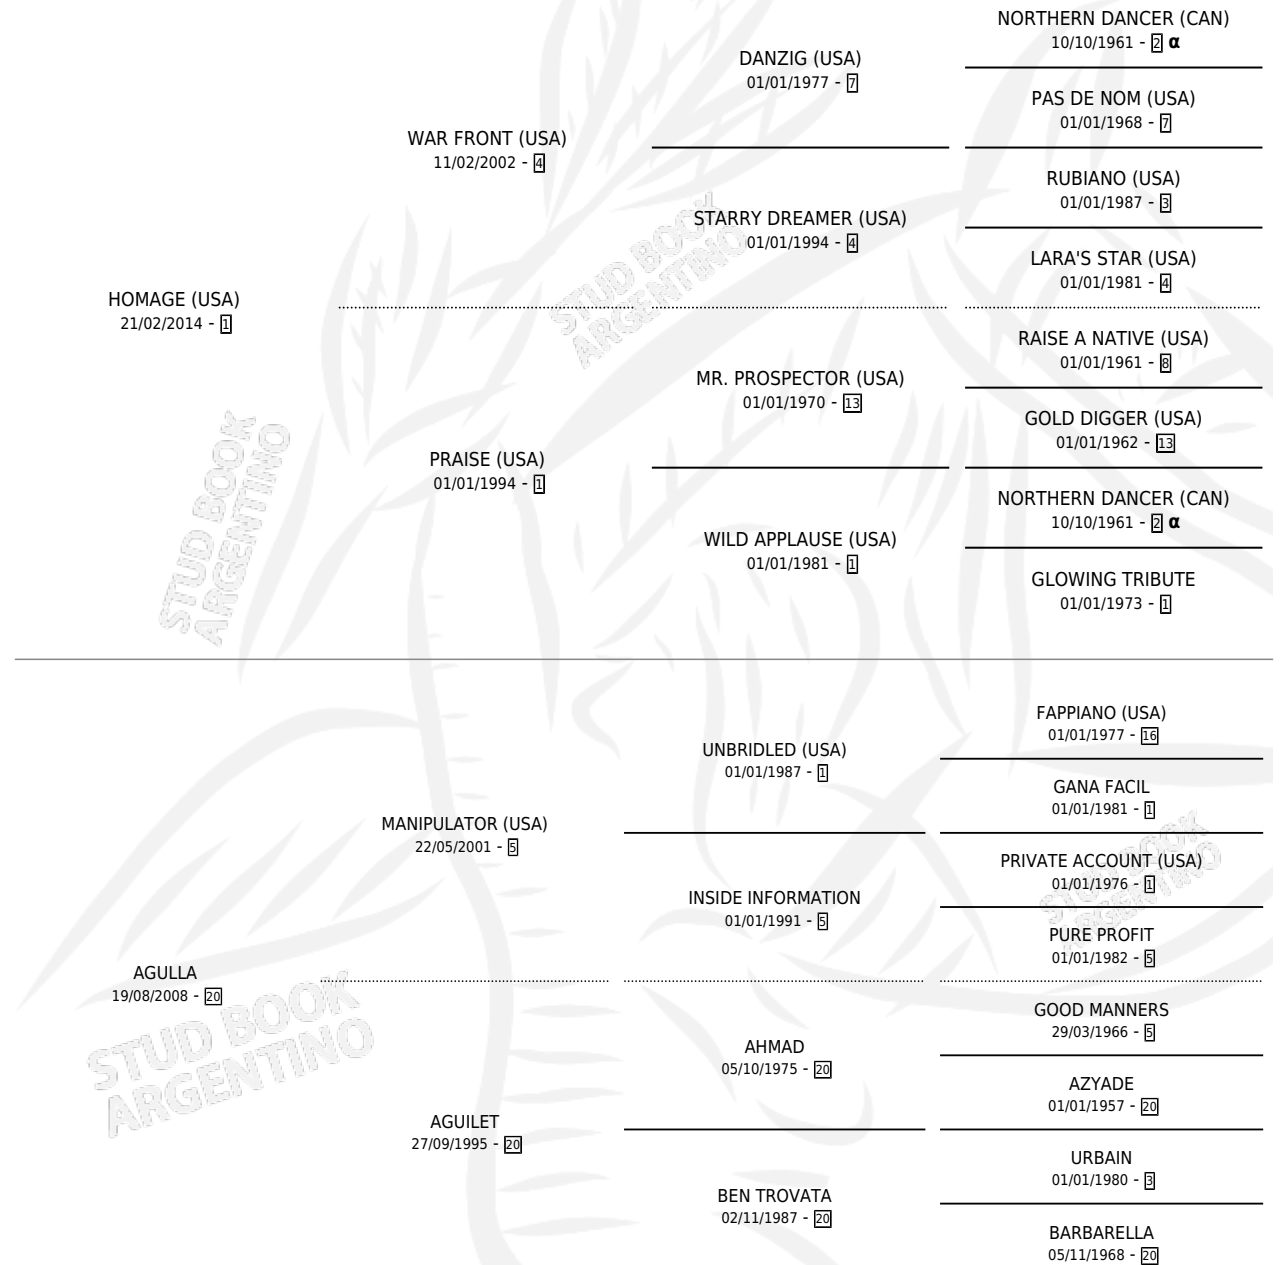 NORTHERN DANCER (CAN)
10/10/1961 - 2 α
DANZIG (USA)
01/01/1977 - 7
PAS DE NOM (USA)
01/01/1968 - 7
WAR FRONT (USA)
11/02/2002 - 4
RUBIANO (USA)
01/01/1987 - 3
STARRY DREAMER (USA)
01/01/1994 - 4
STUD BOOK
ARGENTINO
LARA'S STAR (USA)
01/01/1981 - 4
HOMAGE (USA)
21/02/2014 - 1
RAISE A NATIVE (USA)
01/01/1961 - 8
MR. PROSPECTOR (USA)
01/01/1970 - 13
GOLD DIGGER (USA)
01/01/1962 - 13
PRAISE (USA)
01/01/1994 - 1
STUD BOOK
ARGENTINO
NORTHERN DANCER (CAN)
10/10/1961 - 2 α
WILD APPLAUSE (USA)
01/01/1981 - 1
GLOWING TRIBUTE
01/01/1973 - 1
FAPPIANO (USA)
01/01/1977 - 16
UNBRIDLED (USA)
01/01/1987 - 1
GANA FACIL
01/01/1981 - 1
MANIPULATOR (USA)
22/05/2001 - 5
PRIVATE ACCOUNT (USA)
01/01/1976 - 1
STUD BOOK
ARGENTINO
INSIDE INFORMATION
01/01/1991 - 5
PURE PROFIT
01/01/1982 - 5
AGULLA
19/08/2008 - 20
STUD BOOK
ARGENTINO
GOOD MANNERS
29/03/1966 - 5
AHMAD
05/10/1975 - 20
AZYADE
01/01/1957 - 20
AGUILET
27/09/1995 - 20
URBAIN
01/01/1980 - 3
BEN TROVATA
02/11/1987 - 20
BARBARELLA
05/11/1968 - 20